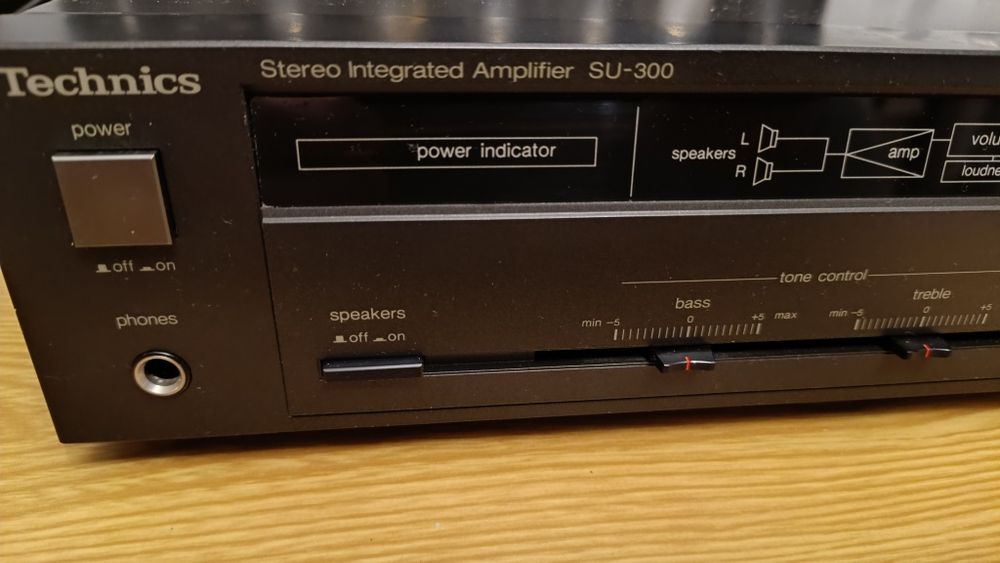 Technics
Stereo Integrated Amplifier SU-300
power
off on
phones
power indicator
speakers
L
R
amp
speakers
off on
tone control
bass
min -5 0 +5 max
treble
min -5 0 +5